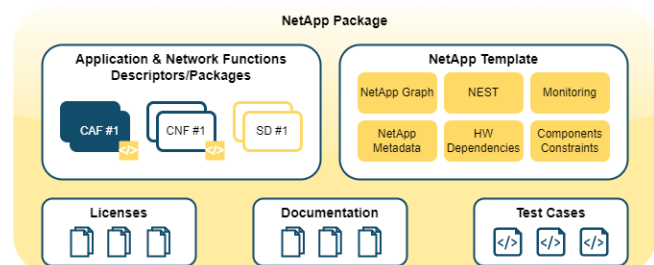 NetApp Package
Application & Network Functions
Descriptors/Packages
CAF #1
</>
CNF #1
</>
SD #1
NetApp Template
NetApp Graph
NEST
Monitoring
NetApp
Metadata
HW
Dependencies
Components
Constraints
Licenses
Documentation
Test Cases
</>
</>
</>